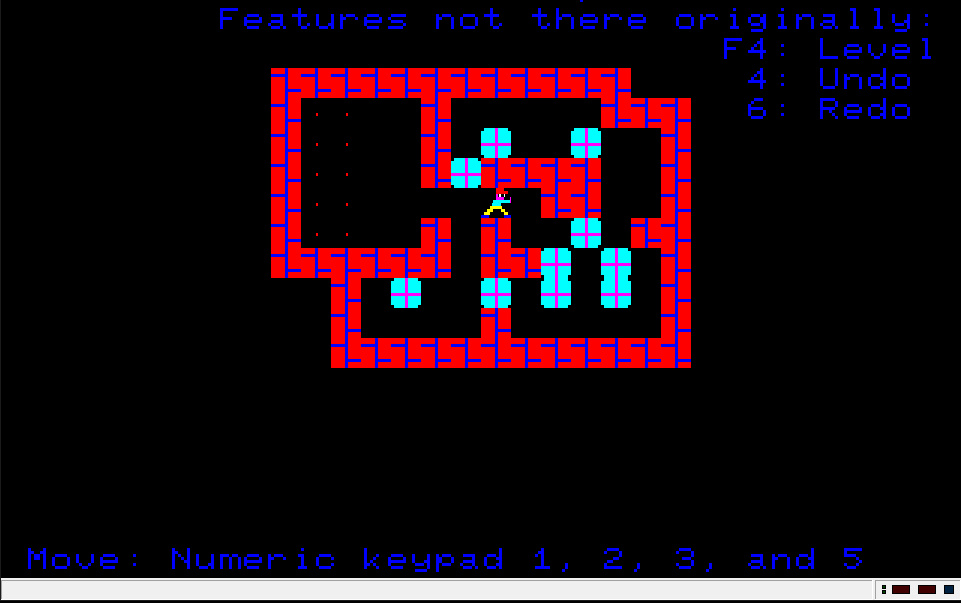 Features not there originally:
F4: Level
4: Undo
6: Redo
Move: Numeric keypad 1, 2, 3, and 5